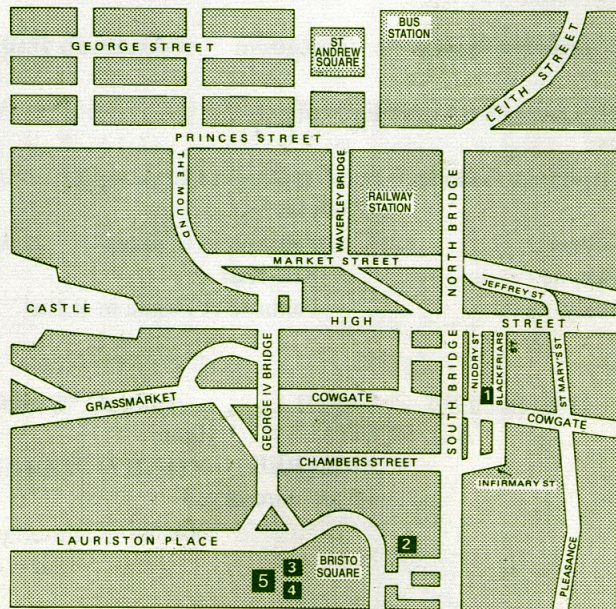 BUS
STATION
GEORGE STREET
ST
ANDREW
SQUARE
LEITH STREET
PRINCES STREET
THE MOUND
WAVERLEY BRIDGE
RAILWAY
STATION
NORTH BRIDGE
MARKET STREET
JEFFREY ST
CASTLE
HIGH STREET
GEORGE IV BRIDGE
SOUTH BRIDGE
NIDDRY ST
BLACKFRIARS
ST
ST MARY'S ST
1
GRASSMARKET
COWGATE
COWGATE
CHAMBERS STREET
INFIRMARY ST
LAURISTON PLACE
2
BRISTO
SQUARE
3
5
4
PLEASANCE